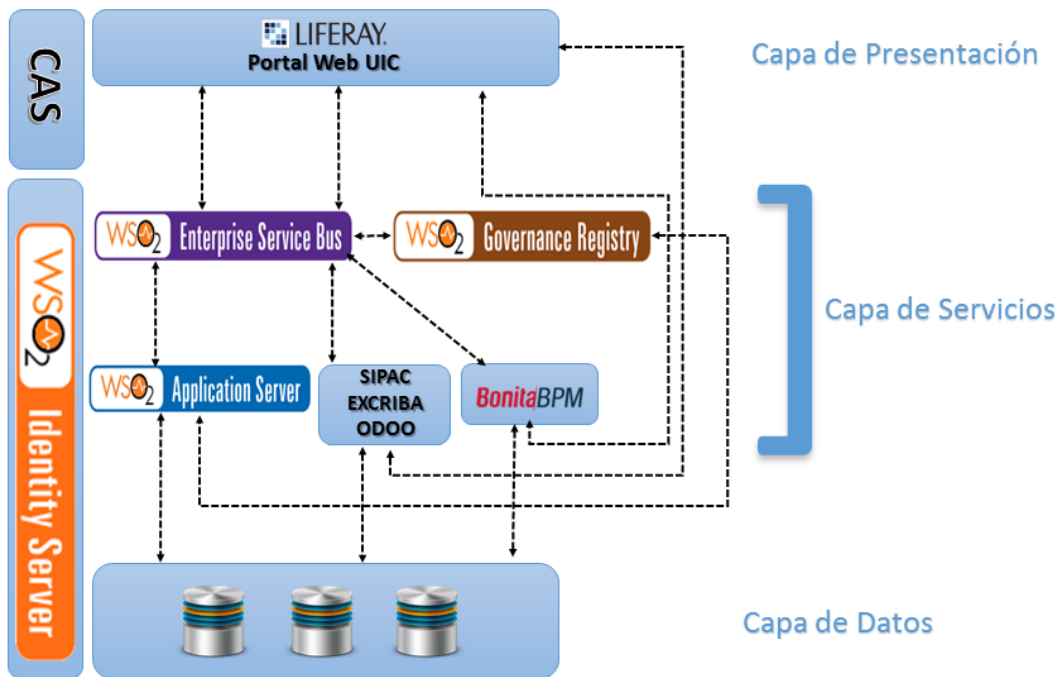 CAS
LIFERAY.
Portal Web UIC
Capa de Presentación
WSO2 Identity Server
WSO2 Enterprise Service Bus
WSO2 Governance Registry
Capa de Servicios
WSO2 Application Server
SIPAC
EXCRIBA
ODOO
BonitaBPM
Capa de Datos